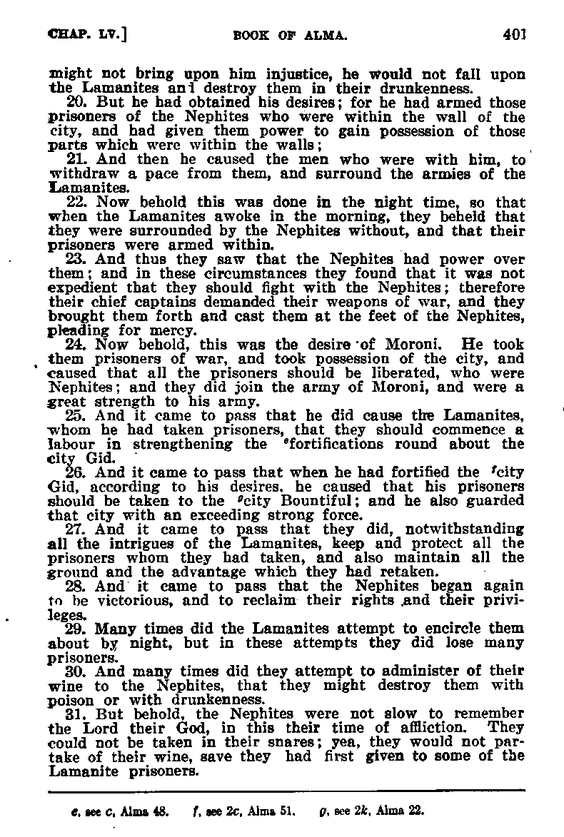 CHAP. LV.] BOOK OF ALMA. 401
might not bring upon him injustice, he would not fall upon
the Lamanites and destroy them in their drunkenness.
20. But he had obtained his desires; for he had armed those
prisoners of the Nephites who were within the wall of the
city, and had given them power to gain possession of those
parts which were within the walls;
21. And then he caused the men who were with him, to
withdraw a pace from them, and surround the armies of the
Lamanites.
22. Now behold this was done in the night time, so that
when the Lamanites awoke in the morning, they beheld that
they were surrounded by the Nephites without, and that their
prisoners were armed within.
23. And thus they saw that the Nephites had power over
them; and in these circumstances they found that it was not
expedient that they should fight with the Nephites; therefore
their chief captains demanded their weapons of war, and they
brought them forth and cast them at the feet of the Nephites,
pleading for mercy.
24. Now behold, this was the desire of Moroni. He took
them prisoners of war, and took possession of the city, and
caused that all the prisoners should be liberated, who were
Nephites; and they did join the army of Moroni, and were a
great strength to his army.
25. And it came to pass that he did cause the Lamanites,
whom he had taken prisoners, that they should commence a
labour in strengthening the ᵉfortifications round about the
city Gid.
26. And it came to pass that when he had fortified the ᶠcity
Gid, according to his desires, he caused that his prisoners
should be taken to the ᵍcity Bountiful; and he also guarded
that city with an exceeding strong force.
27. And it came to pass that they did, notwithstanding
all the intrigues of the Lamanites, keep and protect all the
prisoners whom they had taken, and also maintain all the
ground and the advantage which they had retaken.
28. And it came to pass that the Nephites began again
to be victorious, and to reclaim their rights and their privi-
leges.
29. Many times did the Lamanites attempt to encircle them
about by night, but in these attempts they did lose many
prisoners.
30. And many times did they attempt to administer of their
wine to the Nephites, that they might destroy them with
poison or with drunkenness.
31. But behold, the Nephites were not slow to remember
the Lord their God, in this their time of affliction. They
could not be taken in their snares; yea, they would not par-
take of their wine, save they had first given to some of the
Lamanite prisoners.
e, see c, Alma 48. f, see 2c, Alma 51. g, see 2k, Alma 22.